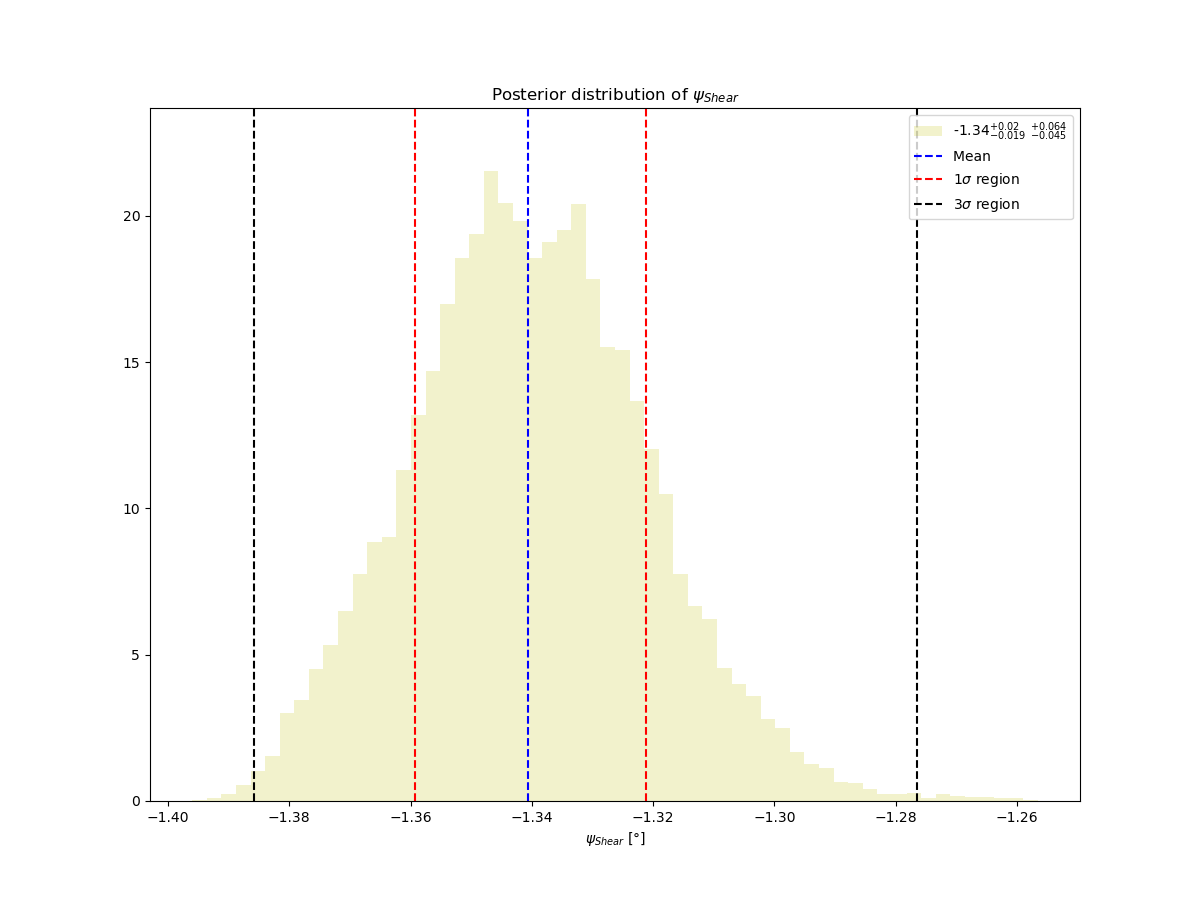 Posterior distribution of ψ_Shear
-1.34 +0.02 −0.019 +0.064 −0.045
Mean
1σ region
3σ region
20
15
10
5
0
−1.40 −1.38 −1.36 −1.34 −1.32 −1.30 −1.28 −1.26
ψ_Shear [°]